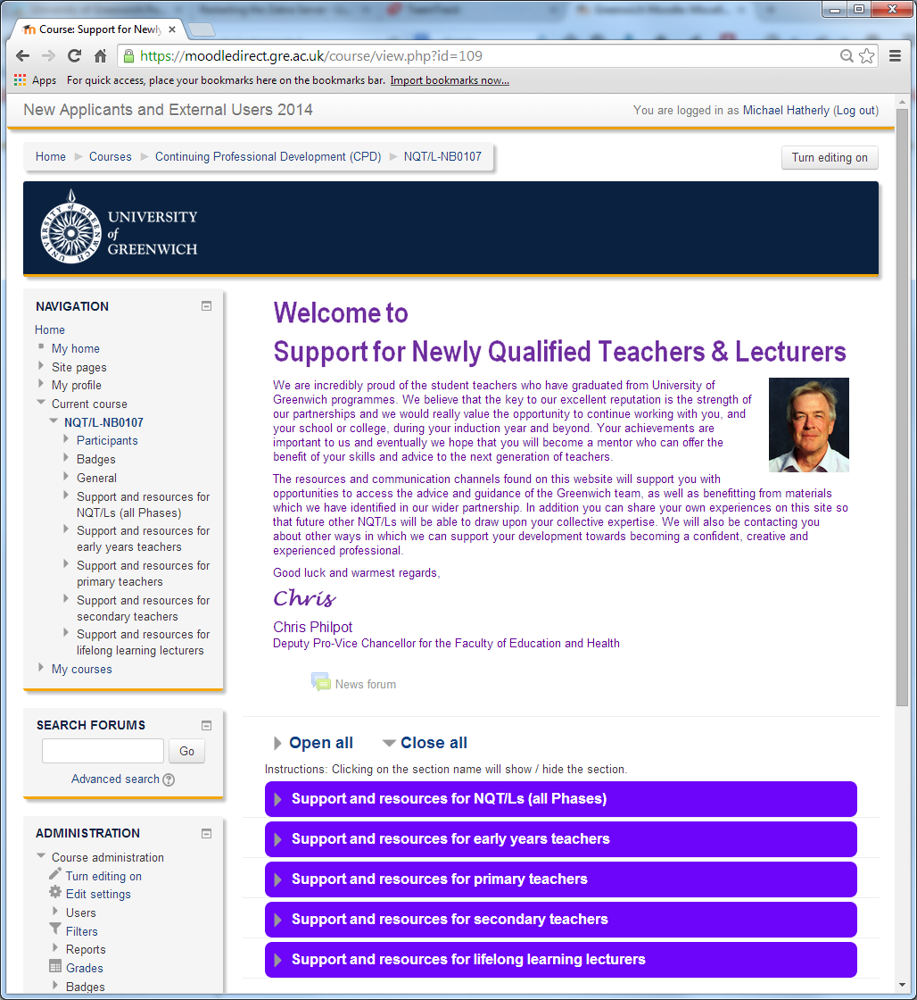 Course: Support for Newly
https://moodledirect.gre.ac.uk/course/view.php?id=109
Apps For quick access, place your bookmarks here on the bookmarks bar. Import bookmarks now...
New Applicants and External Users 2014
You are logged in as Michael Hatherly (Log out)
Home Courses Continuing Professional Development (CPD) NQT/L-NB0107
Turn editing on
UNIVERSITY OF GREENWICH
UNIVERSITY
of
GREENWICH
NAVIGATION
Home
My home
Site pages
My profile
Current course
NQT/L-NB0107
Participants
Badges
General
Support and resources for
NQT/Ls (all Phases)
Support and resources for
early years teachers
Support and resources for
primary teachers
Support and resources for
secondary teachers
Support and resources for
lifelong learning lecturers
My courses
SEARCH FORUMS
Go
Advanced search ?
ADMINISTRATION
Course administration
Turn editing on
Edit settings
Users
Filters
Reports
Grades
Badges
Welcome to
Support for Newly Qualified Teachers & Lecturers
We are incredibly proud of the student teachers who have graduated from University of
Greenwich programmes. We believe that the key to our excellent reputation is the strength of
our partnerships and we would really value the opportunity to continue working with you, and
your school or college, during your induction year and beyond. Your achievements are
important to us and eventually we hope that you will become a mentor who can offer the
benefit of your skills and advice to the next generation of teachers.
The resources and communication channels found on this website will support you with
opportunities to access the advice and guidance of the Greenwich team, as well as benefitting from materials
which we have identified in our wider partnership. In addition you can share your own experiences on this site so
that future other NQT/Ls will be able to draw upon your collective expertise. We will also be contacting you
about other ways in which we can support your development towards becoming a confident, creative and
experienced professional.
Good luck and warmest regards,
Chris
Chris Philpot
Deputy Pro-Vice Chancellor for the Faculty of Education and Health
News forum
Open all Close all
Instructions: Clicking on the section name will show / hide the section.
Support and resources for NQT/Ls (all Phases)
Support and resources for early years teachers
Support and resources for primary teachers
Support and resources for secondary teachers
Support and resources for lifelong learning lecturers